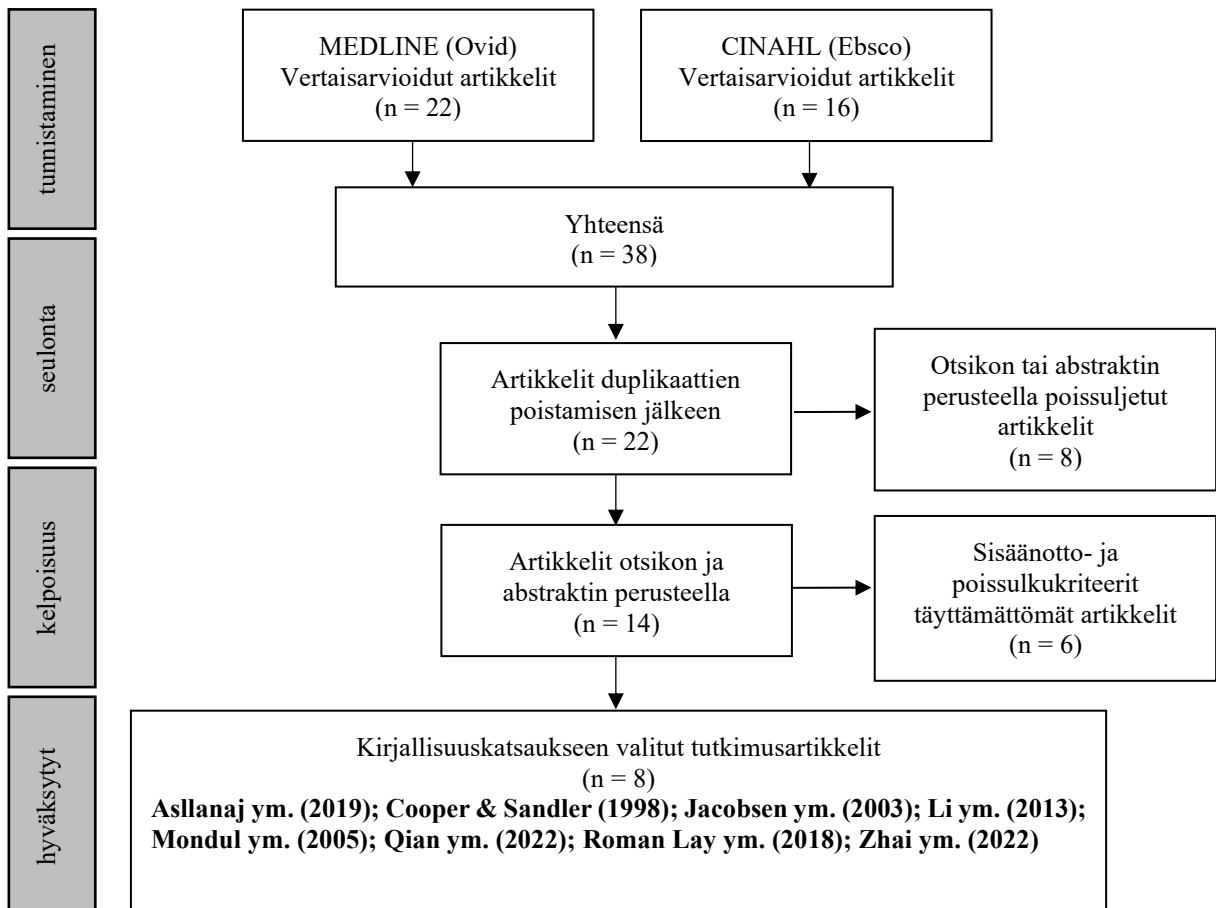 tunnistaminen
MEDLINE (Ovid)
Vertaisarvioidut artikkelit
(n = 22)
CINAHL (Ebsco)
Vertaisarvioidut artikkelit
(n = 16)
Yhteensä
(n = 38)
seulonta
Artikkelit duplikaattien
poistamisen jälkeen
(n = 22)
Otsikon tai abstraktin
perusteella poissuljetut
artikkelit
(n = 8)
kelpoisuus
Artikkelit otsikon ja
abstraktin perusteella
(n = 14)
Sisäänotto- ja
poissulkukriteerit
täyttämättömät artikkelit
(n = 6)
hyväksytyt
Kirjallisuuskatsaukseen valitut tutkimusartikkelit
(n = 8)
Asllanaj ym. (2019); Cooper & Sandler (1998); Jacobsen ym. (2003); Li ym. (2013);
Mondul ym. (2005); Qian ym. (2022); Roman Lay ym. (2018); Zhai ym. (2022)